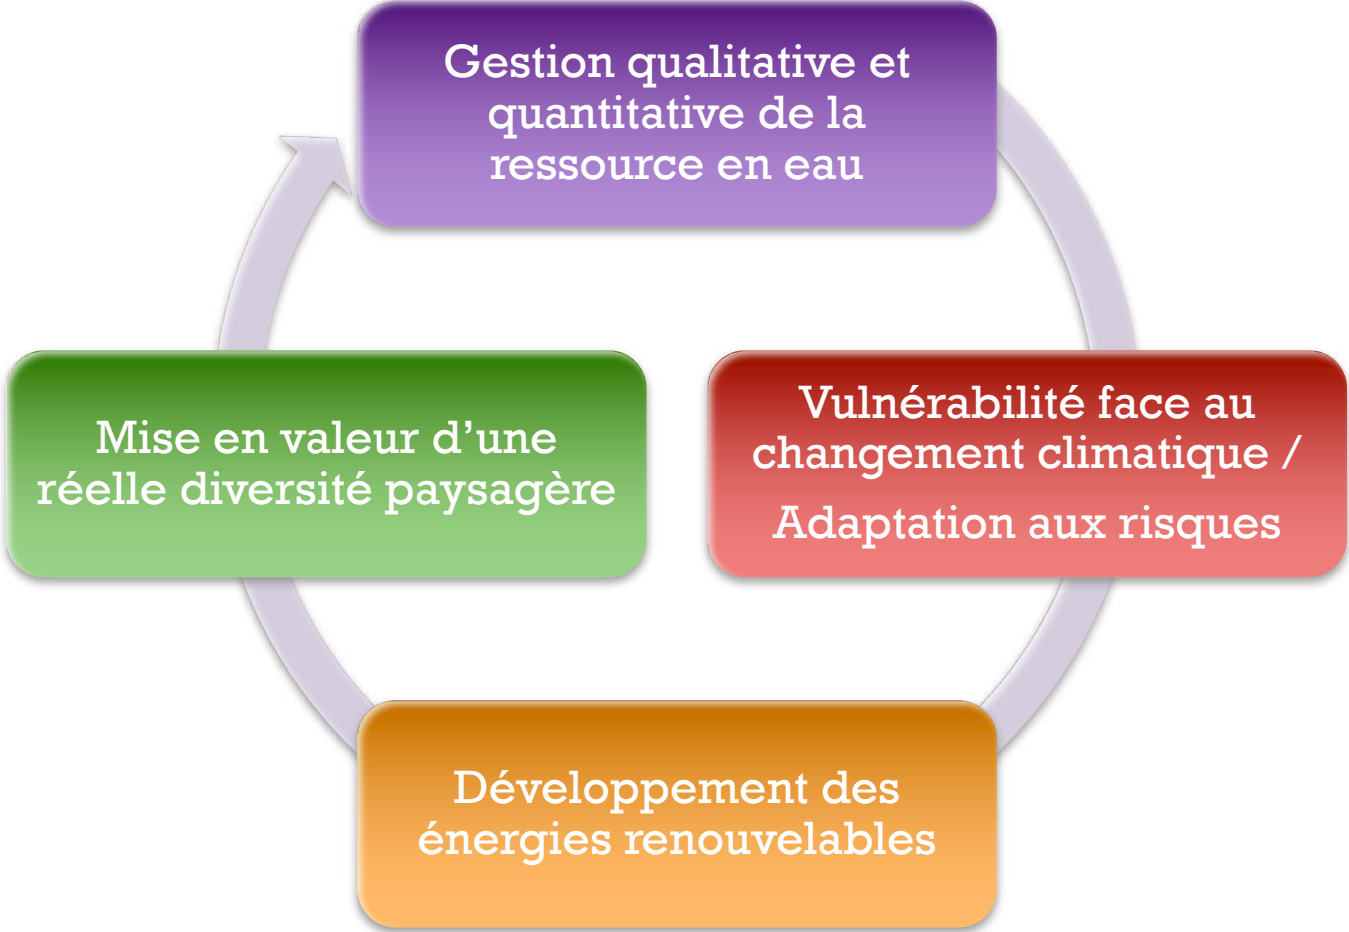 Gestion qualitative et
quantitative de la
ressource en eau
Mise en valeur d’une
réelle diversité paysagère
Vulnérabilité face au
changement climatique /
Adaptation aux risques
Développement des
énergies renouvelables